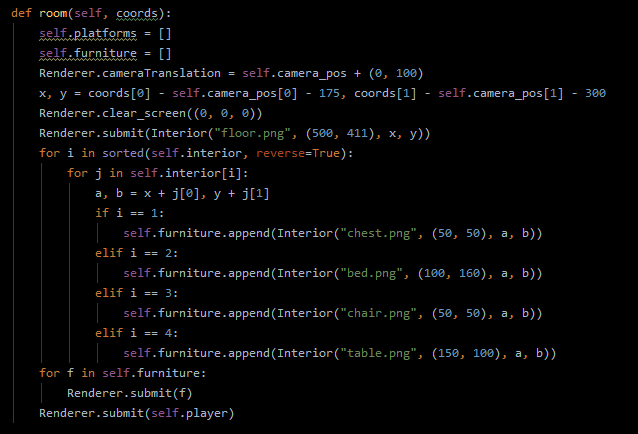 def room(self, coords):
    self.platforms = []
    self.furniture = []
    Renderer.cameraTranslation = self.camera_pos + (0, 100)
    x, y = coords[0] - self.camera_pos[0] - 175, coords[1] - self.camera_pos[1] - 300
    Renderer.clear_screen((0, 0, 0))
    Renderer.submit(Interior("floor.png", (500, 411), x, y))
    for i in sorted(self.interior, reverse=True):
        for j in self.interior[i]:
            a, b = x + j[0], y + j[1]
            if i == 1:
                self.furniture.append(Interior("chest.png", (50, 50), a, b))
            elif i == 2:
                self.furniture.append(Interior("bed.png", (100, 160), a, b))
            elif i == 3:
                self.furniture.append(Interior("chair.png", (50, 50), a, b))
            elif i == 4:
                self.furniture.append(Interior("table.png", (150, 100), a, b))
    for f in self.furniture:
        Renderer.submit(f)
    Renderer.submit(self.player)